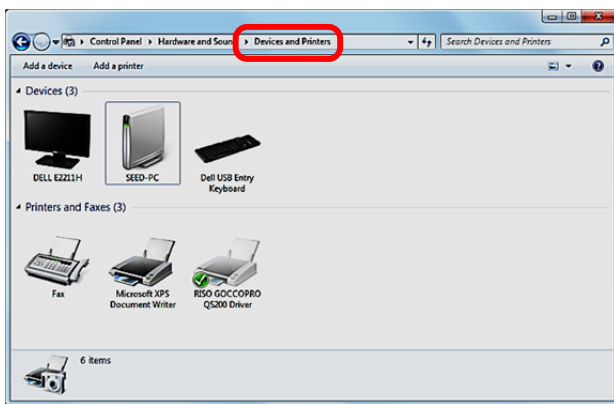 Control Panel ▸ Hardware and Soun ▸ Devices and Printers
Search Devices and Printers
Add a device Add a printer
Devices (3)
DELL E2211H
SEED-PC
Dell USB Entry
Keyboard
Printers and Faxes (3)
Fax
Microsoft XPS
Document Writer
RISO GOCCOPRO
QS200 Driver
6 items